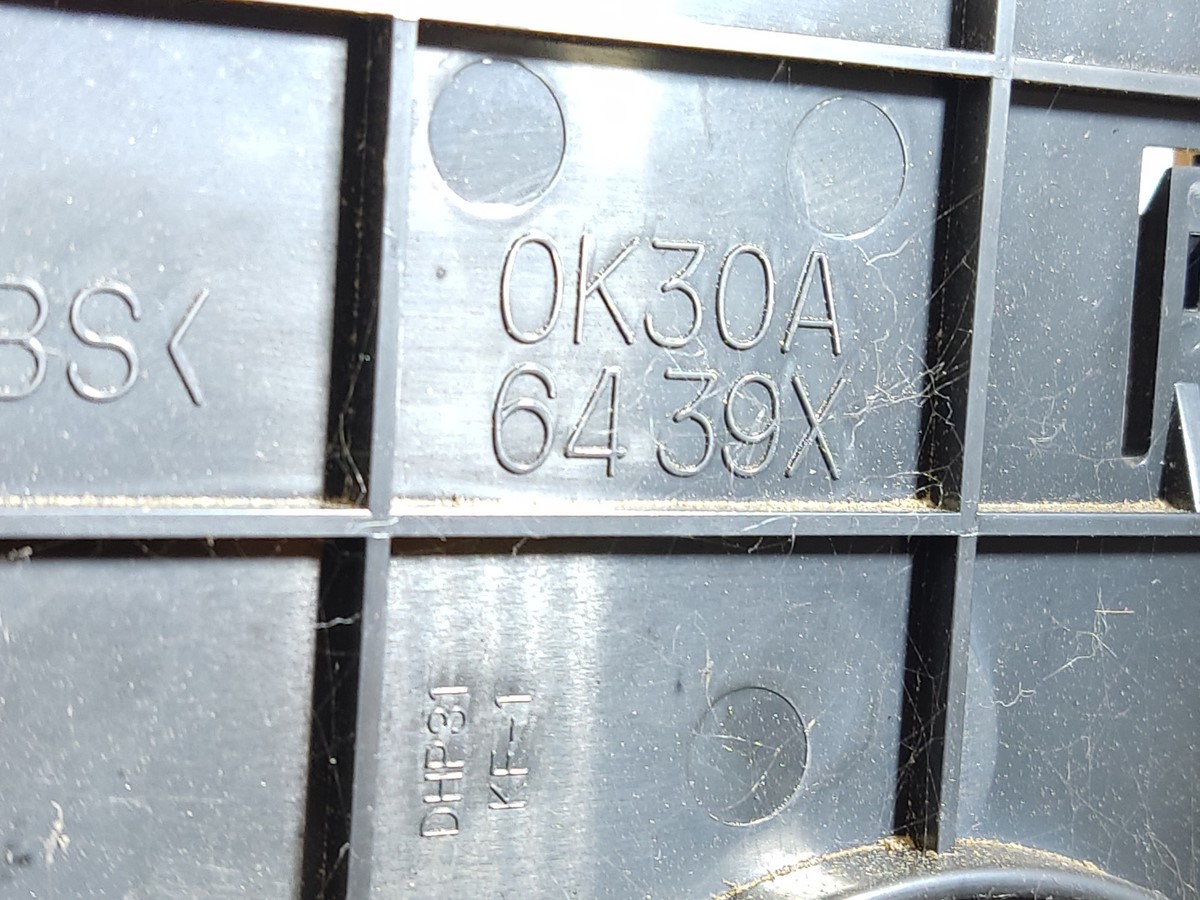 BS<
0K30A
6439X
DHP31
KF-1